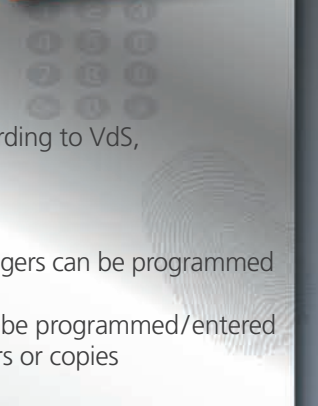 rding to VdS,
gers can be programmed
be programmed/entered
rs or copies